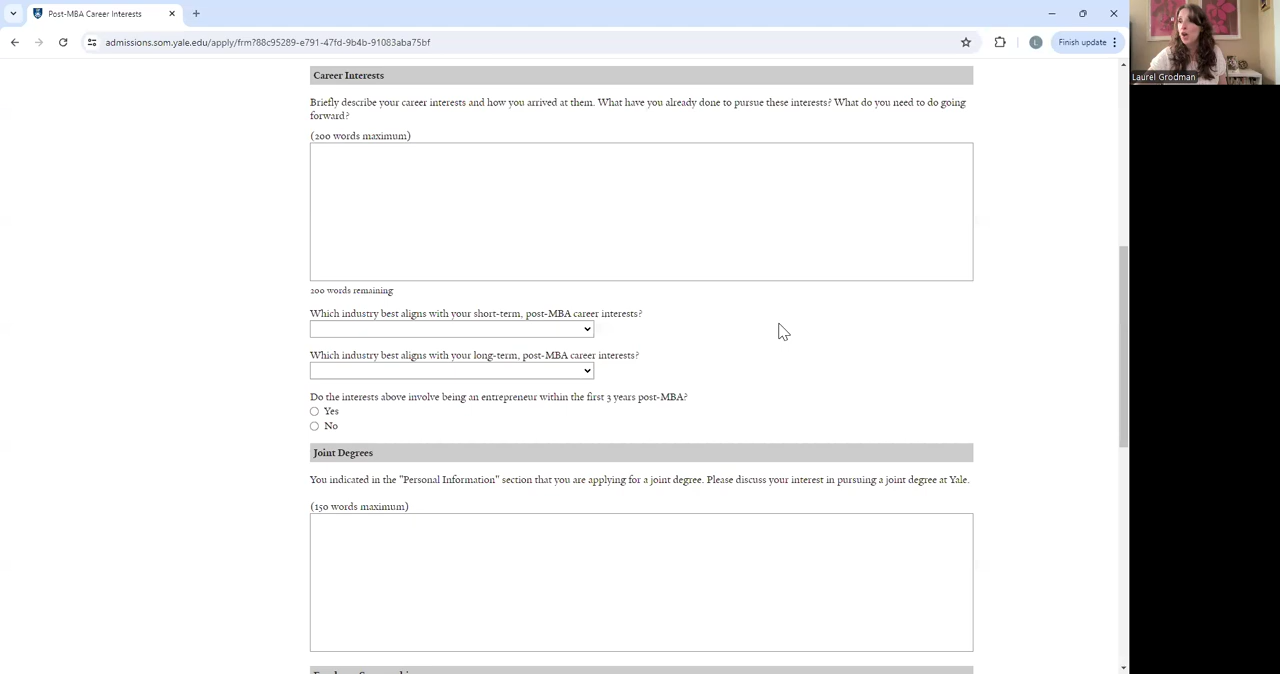 Post-MBA Career Interests
admissions.som.yale.edu/apply/frm?88c95289-e791-47fd-9b4b-91083aba75bf
L
Finish update
Laurel Grodman
Career Interests
Briefly describe your career interests and how you arrived at them. What have you already done to pursue these interests? What do you need to do going
forward?
(200 words maximum)
200 words remaining
Which industry best aligns with your short-term, post-MBA career interests?
Which industry best aligns with your long-term, post-MBA career interests?
Do the interests above involve being an entrepreneur within the first 3 years post-MBA?
Yes
No
Joint Degrees
You indicated in the "Personal Information" section that you are applying for a joint degree. Please discuss your interest in pursuing a joint degree at Yale.
(150 words maximum)